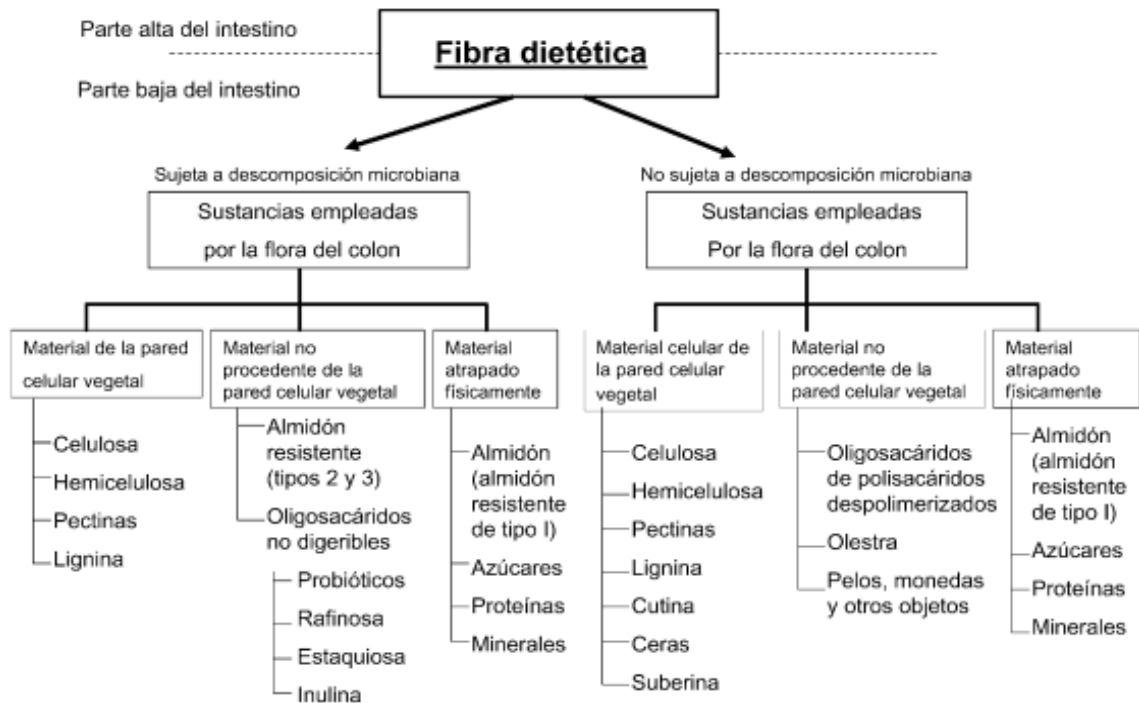 Parte alta del intestino
Fibra dietética
Parte baja del intestino
Sujeta a descomposición microbiana
Sustancias empleadas
por la flora del colon
Material de la pared
celular vegetal
Celulosa
Hemicelulosa
Pectinas
Lignina
Material no
procedente de la
pared celular vegetal
Almidón
resistente
(tipos 2 y 3)
Oligosacáridos
no digeribles
Probióticos
Rafinosa
Estaquiosa
Inulina
Material
atrapado
físicamente
Almidón
(almidón
resistente
de tipo I)
Azúcares
Proteínas
Minerales
No sujeta a descomposición microbiana
Sustancias empleadas
Por la flora del colon
Material celular de
la pared celular
vegetal
Celulosa
Hemicelulosa
Pectinas
Lignina
Cutina
Ceras
Suberina
Material no
procedente de la
pared celular vegetal
Oligosacáridos
de polisacáridos
despolimerizados
Olestra
Pelos, monedas
y otros objetos
Material
atrapado
físicamente
Almidón
(almidón
resistente
de tipo I)
Azúcares
Proteínas
Minerales